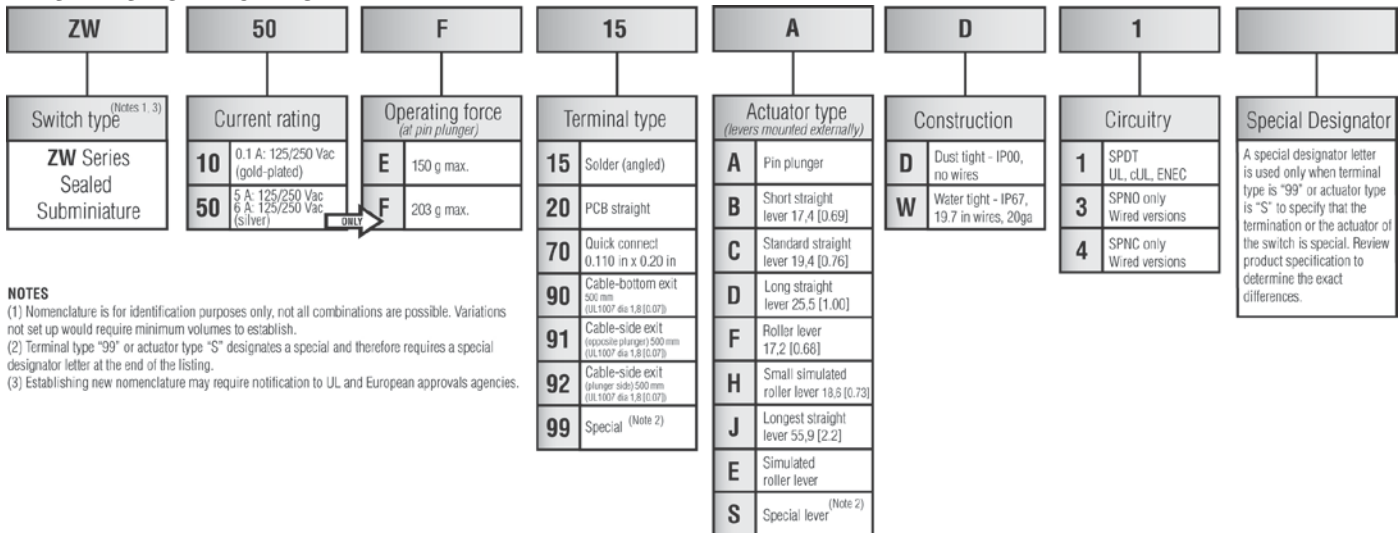 ZW
50
F
15
A
D
1
Switch type (Notes 1, 3)
ZW Series
Sealed
Subminiature
Current rating
10
0.1 A: 125/250 Vac
(gold-plated)
50
5 A: 125/250 Vac
6 A: 125/250 Vac
(silver)
ONLY
Operating force
(at pin plunger)
E
150 g max.
F
203 g max.
Terminal type
15
Solder (angled)
20
PCB straight
70
Quick connect
0.110 in x 0.20 in
90
Cable-bottom exit
500 mm
(UL1007 dia 1,8 [0.07])
91
Cable-side exit
(opposite plunger) 500 mm
(UL1007 dia 1,8 [0.07])
92
Cable-side exit
(plunger side) 500 mm
(UL1007 dia 1,8 [0.07])
99
Special (Note 2)
Actuator type
(levers mounted externally)
A
Pin plunger
B
Short straight
lever 17,4 [0.69]
C
Standard straight
lever 19,4 [0.76]
D
Long straight
lever 25,5 [1.00]
F
Roller lever
17,2 [0.68]
H
Small simulated
roller lever 18,6 [0.73]
J
Longest straight
lever 55,9 [2.2]
E
Simulated
roller lever
S
Special lever (Note 2)
Construction
D
Dust tight - IP00,
no wires
W
Water tight - IP67,
19.7 in wires, 20ga
Circuitry
1
SPDT
UL, cUL, ENEC
3
SPNO only
Wired versions
4
SPNC only
Wired versions
Special Designator
A special designator letter
is used only when terminal
type is "99" or actuator type
is "S" to specify that the
termination or the actuator of
the switch is special. Review
product specification to
determine the exact
differences.
NOTES
(1) Nomenclature is for identification purposes only, not all combinations are possible. Variations
not set up would require minimum volumes to establish.
(2) Terminal type "99" or actuator type "S" designates a special and therefore requires a special
designator letter at the end of the listing.
(3) Establishing new nomenclature may require notification to UL and European approvals agencies.